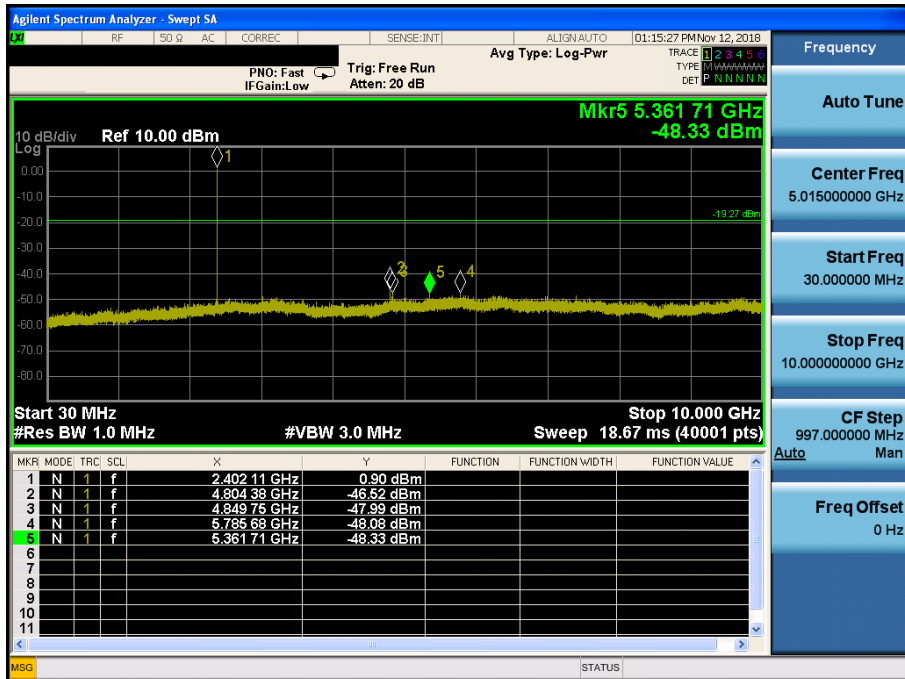 Agilent Spectrum Analyzer - Swept SA
LXI RF 50 Ω AC CORREC SENSE:INT ALIGN AUTO 01:15:27 PM Nov 12, 2018
Frequency
Avg Type: Log-Pwr TRACE 1 2 3 4 5 6
PNO: Fast Trig: Free Run TYPE M WWWWW
IFGain:Low Atten: 20 dB DET P N N N N N
Auto Tune
Mkr5 5.361 71 GHz
-48.33 dBm
10 dB/div Ref 10.00 dBm
Log
1
0.00
-10.0
-19.27 dBm
-20.0
-30.0
-40.0
2 3 5 4
-50.0
-60.0
-70.0
-80.0
Center Freq
5.015000000 GHz
Start Freq
30.000000 MHz
Stop Freq
10.000000000 GHz
Start 30 MHz Stop 10.000 GHz
#Res BW 1.0 MHz #VBW 3.0 MHz Sweep 18.67 ms (40001 pts)
CF Step
997.000000 MHz
Auto Man
MKR MODE TRC SCL X Y FUNCTION FUNCTION WIDTH FUNCTION VALUE
1 N 1 f 2.402 11 GHz 0.90 dBm
2 N 1 f 4.804 38 GHz -46.52 dBm
3 N 1 f 4.849 75 GHz -47.99 dBm
4 N 1 f 5.785 68 GHz -48.08 dBm
5 N 1 f 5.361 71 GHz -48.33 dBm
6
7
8
9
10
11
Freq Offset
0 Hz
MSG STATUS